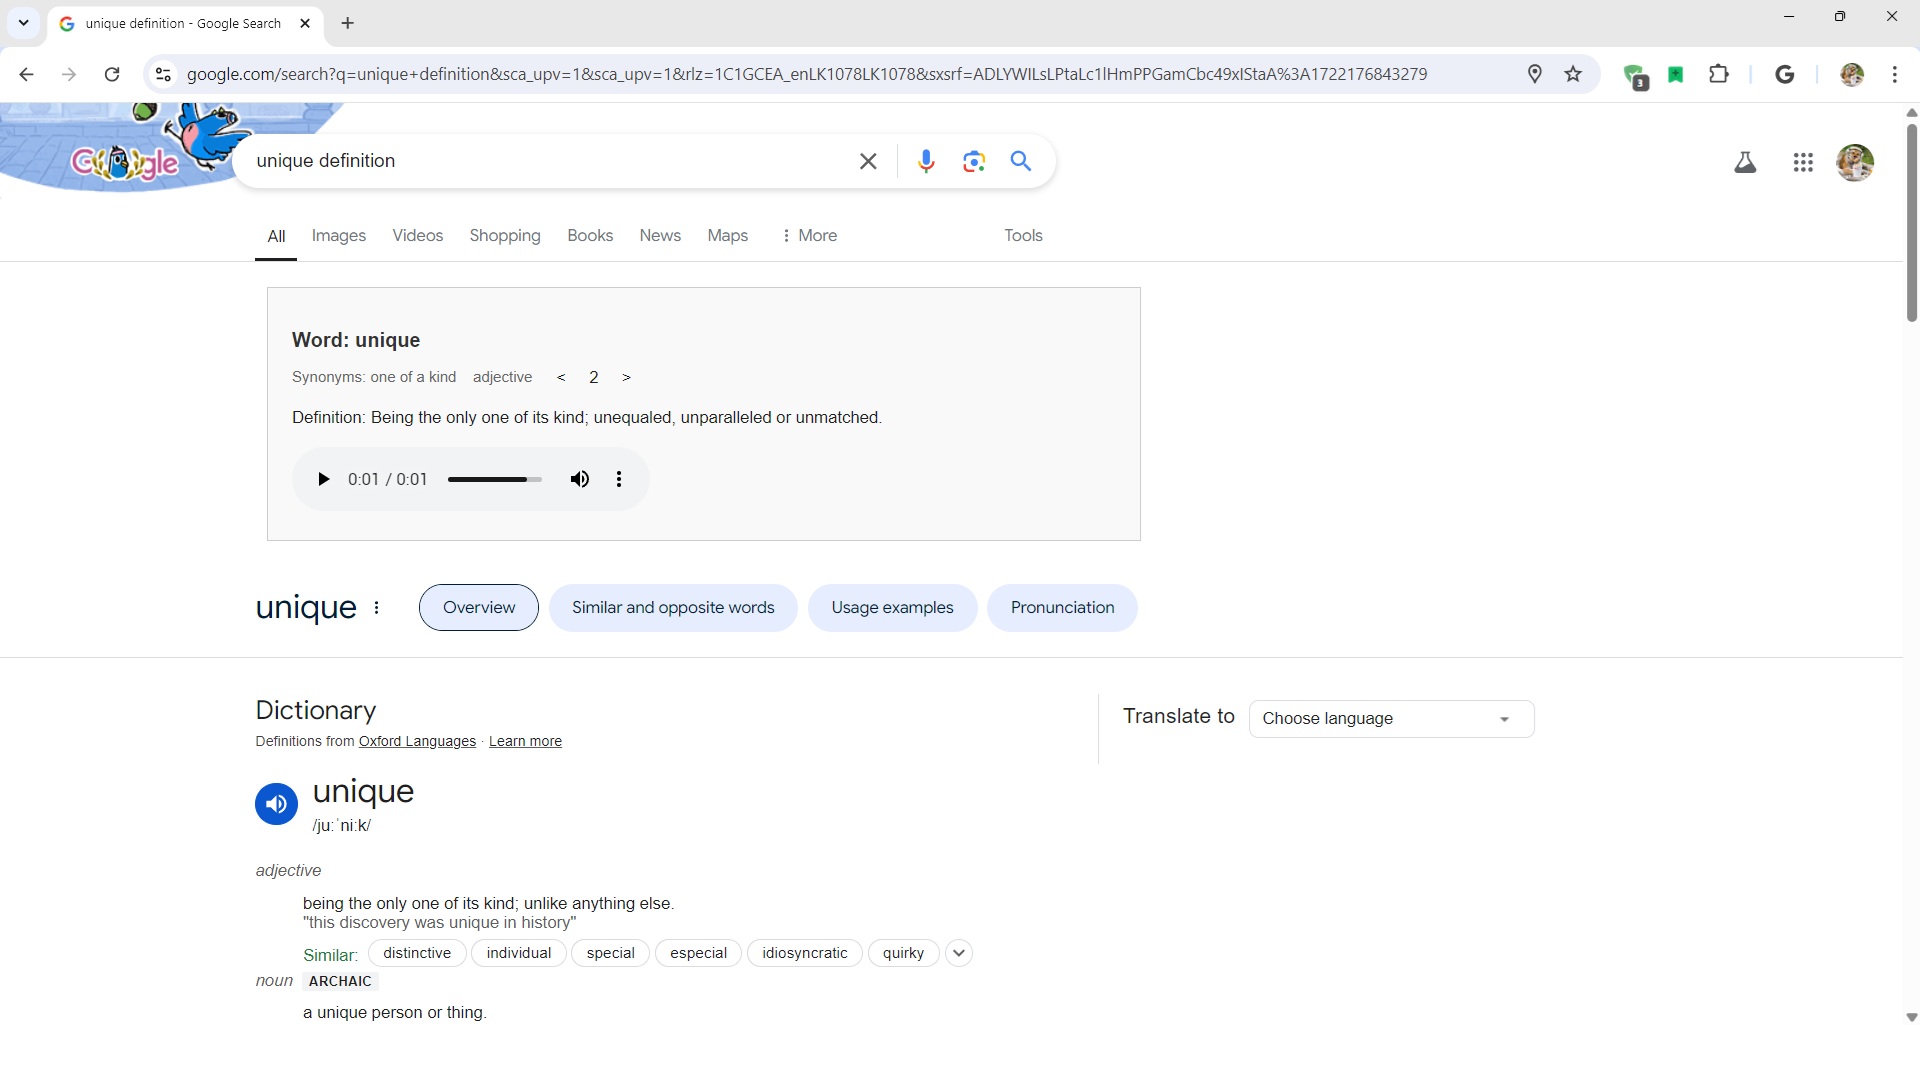 unique definition - Google Search
google.com/search?q=unique+definition&sca_upv=1&sca_upv=1&rlz=1C1GCEA_enLK1078LK1078&sxsrf=ADLYWILsLPtaLc1lHmPPGamCbc49xIStaA%3A1722176843279
3
Google
unique definition
All Images Videos Shopping Books News Maps More Tools
Word: unique
Synonyms: one of a kind adjective < 2 >
Definition: Being the only one of its kind; unequaled, unparalleled or unmatched.
0:01 / 0:01
unique Overview Similar and opposite words Usage examples Pronunciation
Dictionary
Definitions from Oxford Languages · Learn more
Translate to Choose language
unique
/juːˈniːk/
adjective
being the only one of its kind; unlike anything else.
"this discovery was unique in history"
Similar: distinctive individual special especial idiosyncratic quirky
noun ARCHAIC
a unique person or thing.